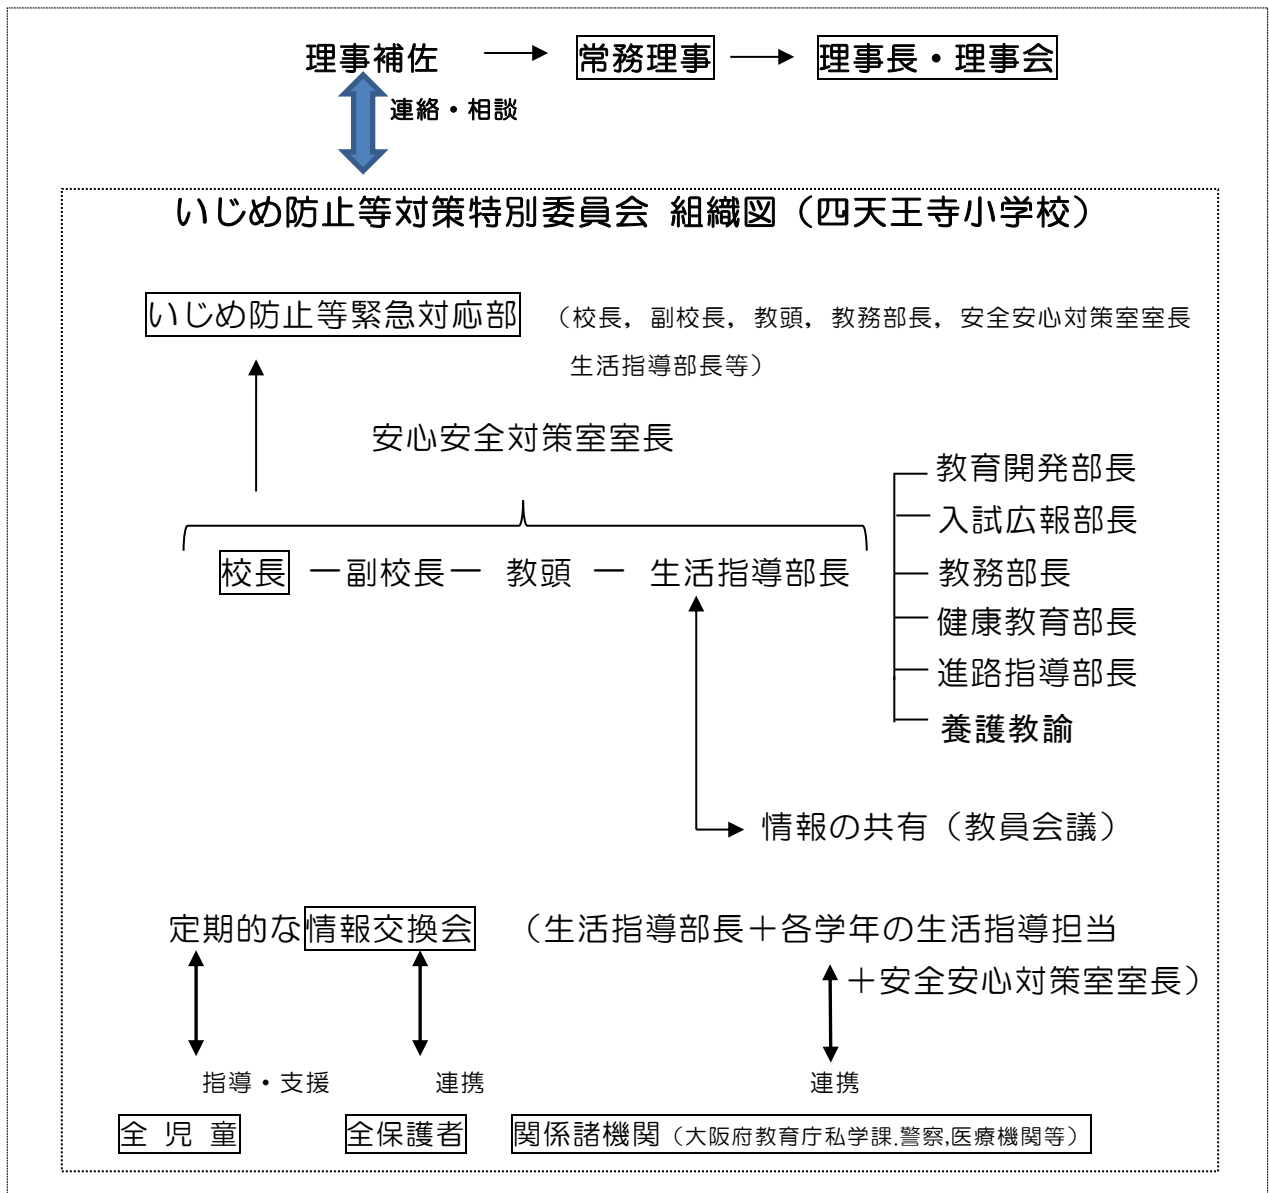 理事補佐 常務理事 理事長・理事会
連絡・相談
いじめ防止等対策特別委員会 組織図（四天王寺小学校）
いじめ防止等緊急対応部 （校長，副校長，教頭，教務部長，安全安心対策室室長
生活指導部長等）
安心安全対策室室長
校長 ー副校長ー 教頭 ー 生活指導部長
教育開発部長
入試広報部長
教務部長
健康教育部長
進路指導部長
養護教諭
情報の共有（教員会議）
定期的な情報交換会 （生活指導部長＋各学年の生活指導担当
＋安全安心対策室室長）
指導・支援 連携 連携
全 児 童 全保護者 関係諸機関（大阪府教育庁私学課.警察,医療機関等）